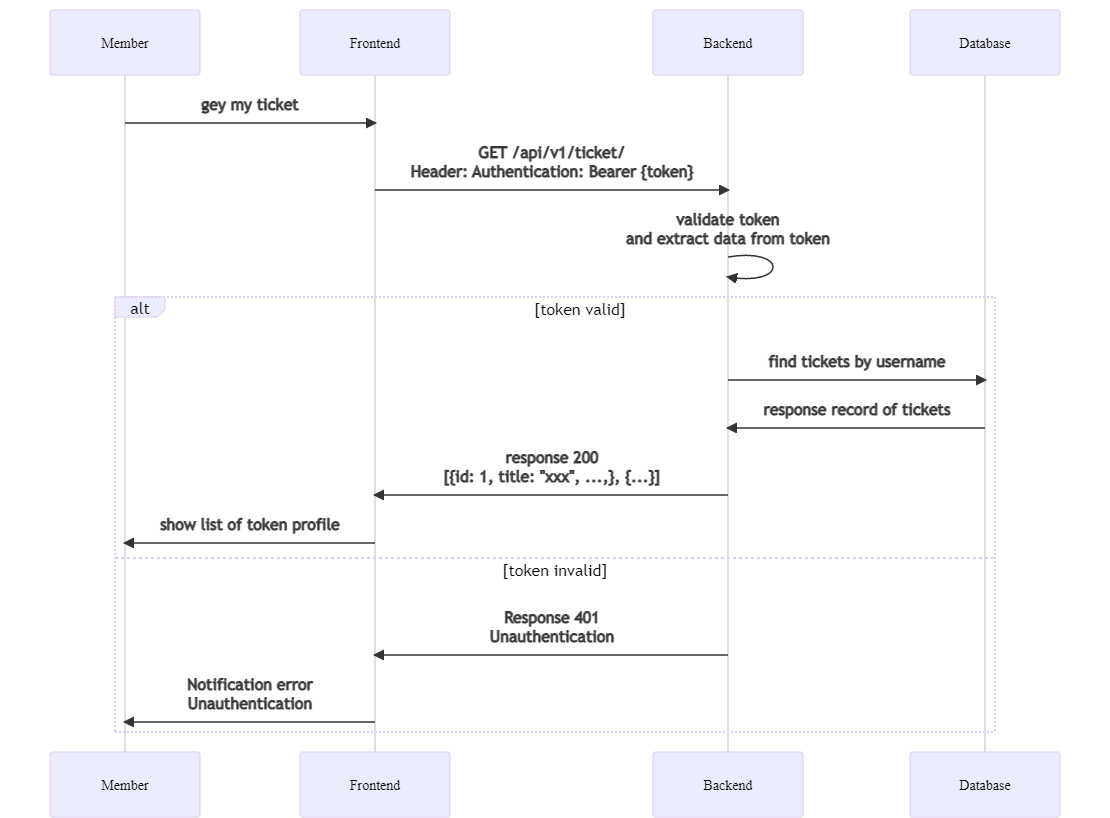 Member
Frontend
Backend
Database
gey my ticket
GET /api/v1/ticket/
Header: Authentication: Bearer {token}
validate token
and extract data from token
alt
[token valid]
find tickets by username
response record of tickets
response 200
[{id: 1, title: "xxx", ...,}, {...}]
show list of token profile
[token invalid]
Response 401
Unauthentication
Notification error
Unauthentication
Member
Frontend
Backend
Database